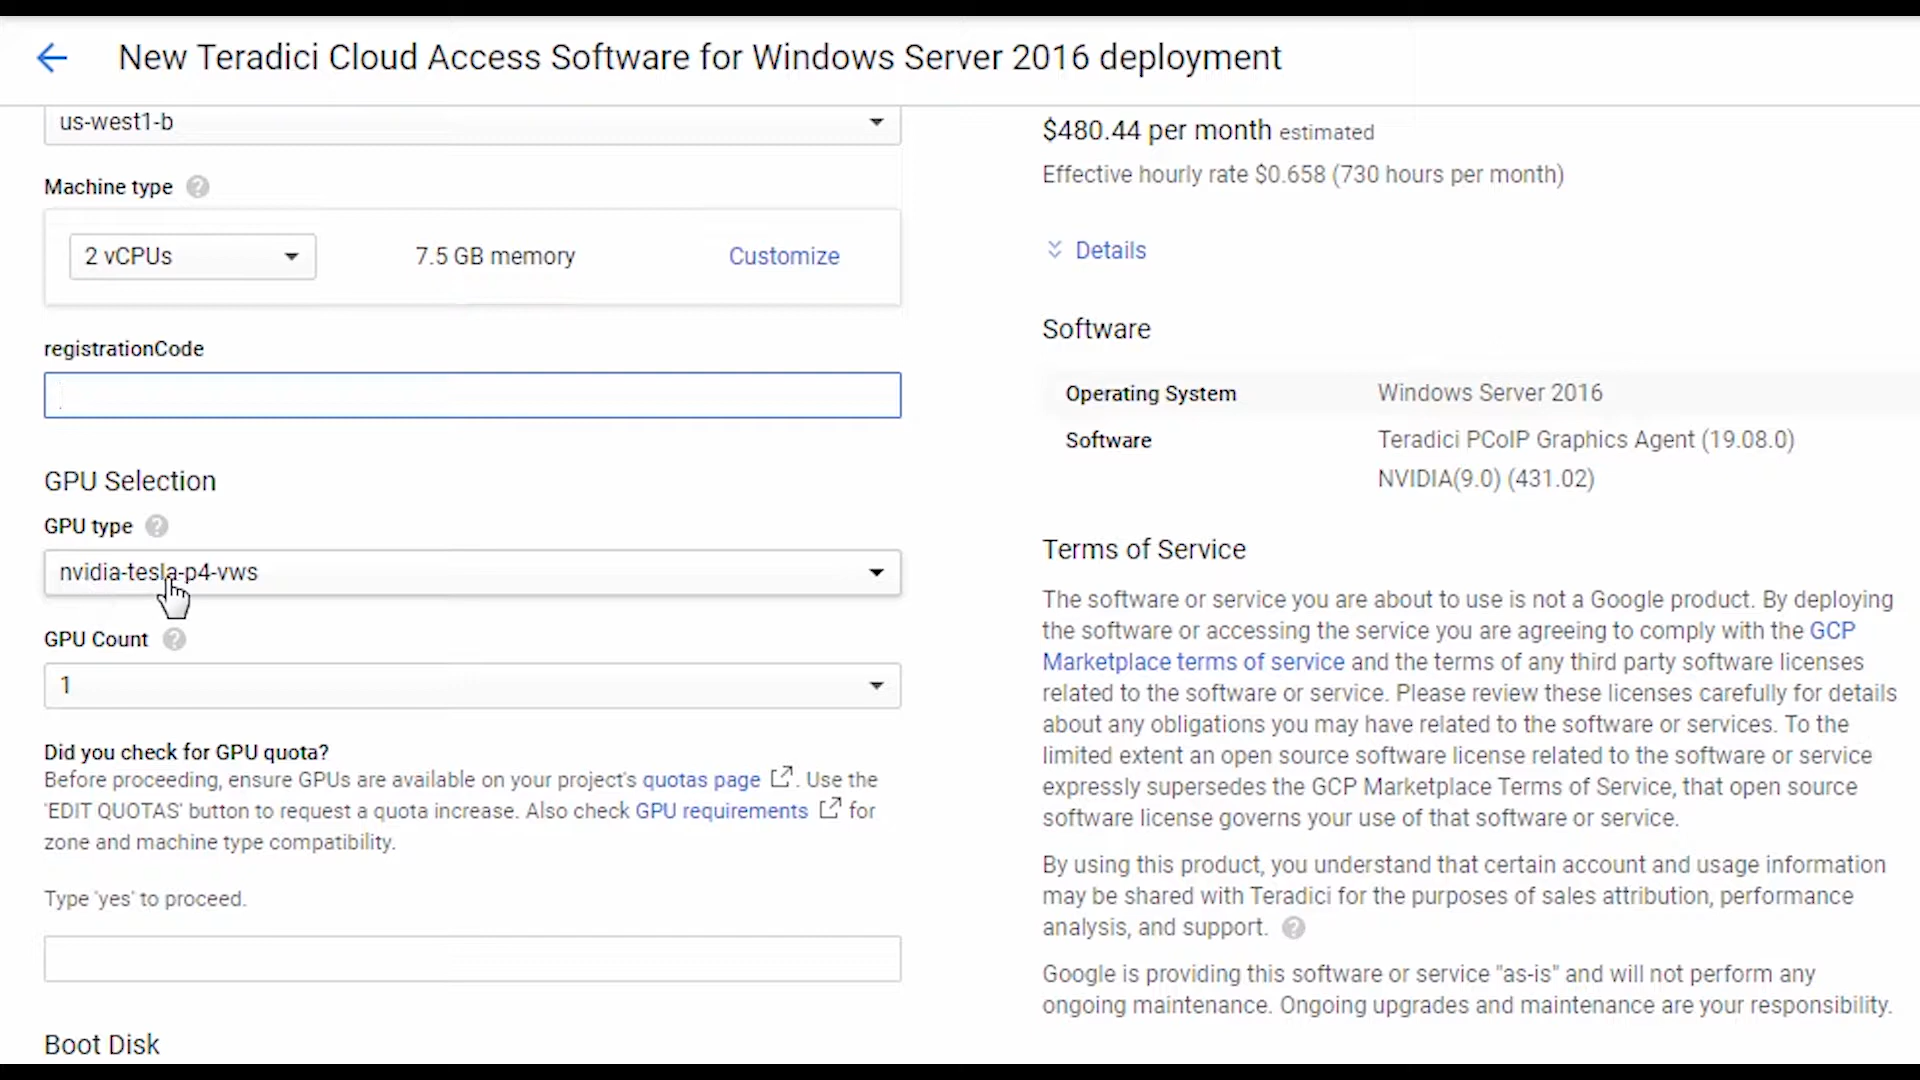 New Teradici Cloud Access Software for Windows Server 2016 deployment
us-west1-b
Machine type
2 vCPUs
7.5 GB memory
Customize
registrationCode
GPU Selection
GPU type
nvidia-tesla-p4-vws
GPU Count
1
Did you check for GPU quota?
Before proceeding, ensure GPUs are available on your project's quotas page . Use the
'EDIT QUOTAS' button to request a quota increase. Also check GPU requirements for
zone and machine type compatibility.
Type 'yes' to proceed.
Boot Disk
$480.44 per month estimated
Effective hourly rate $0.658 (730 hours per month)
Details
Software
Operating System
Windows Server 2016
Software
Teradici PCoIP Graphics Agent (19.08.0)
NVIDIA(9.0) (431.02)
Terms of Service
The software or service you are about to use is not a Google product. By deploying
the software or accessing the service you are agreeing to comply with the GCP
Marketplace terms of service and the terms of any third party software licenses
related to the software or service. Please review these licenses carefully for details
about any obligations you may have related to the software or services. To the
limited extent an open source software license related to the software or service
expressly supersedes the GCP Marketplace Terms of Service, that open source
software license governs your use of that software or service.
By using this product, you understand that certain account and usage information
may be shared with Teradici for the purposes of sales attribution, performance
analysis, and support.
Google is providing this software or service "as-is" and will not perform any
ongoing maintenance. Ongoing upgrades and maintenance are your responsibility.